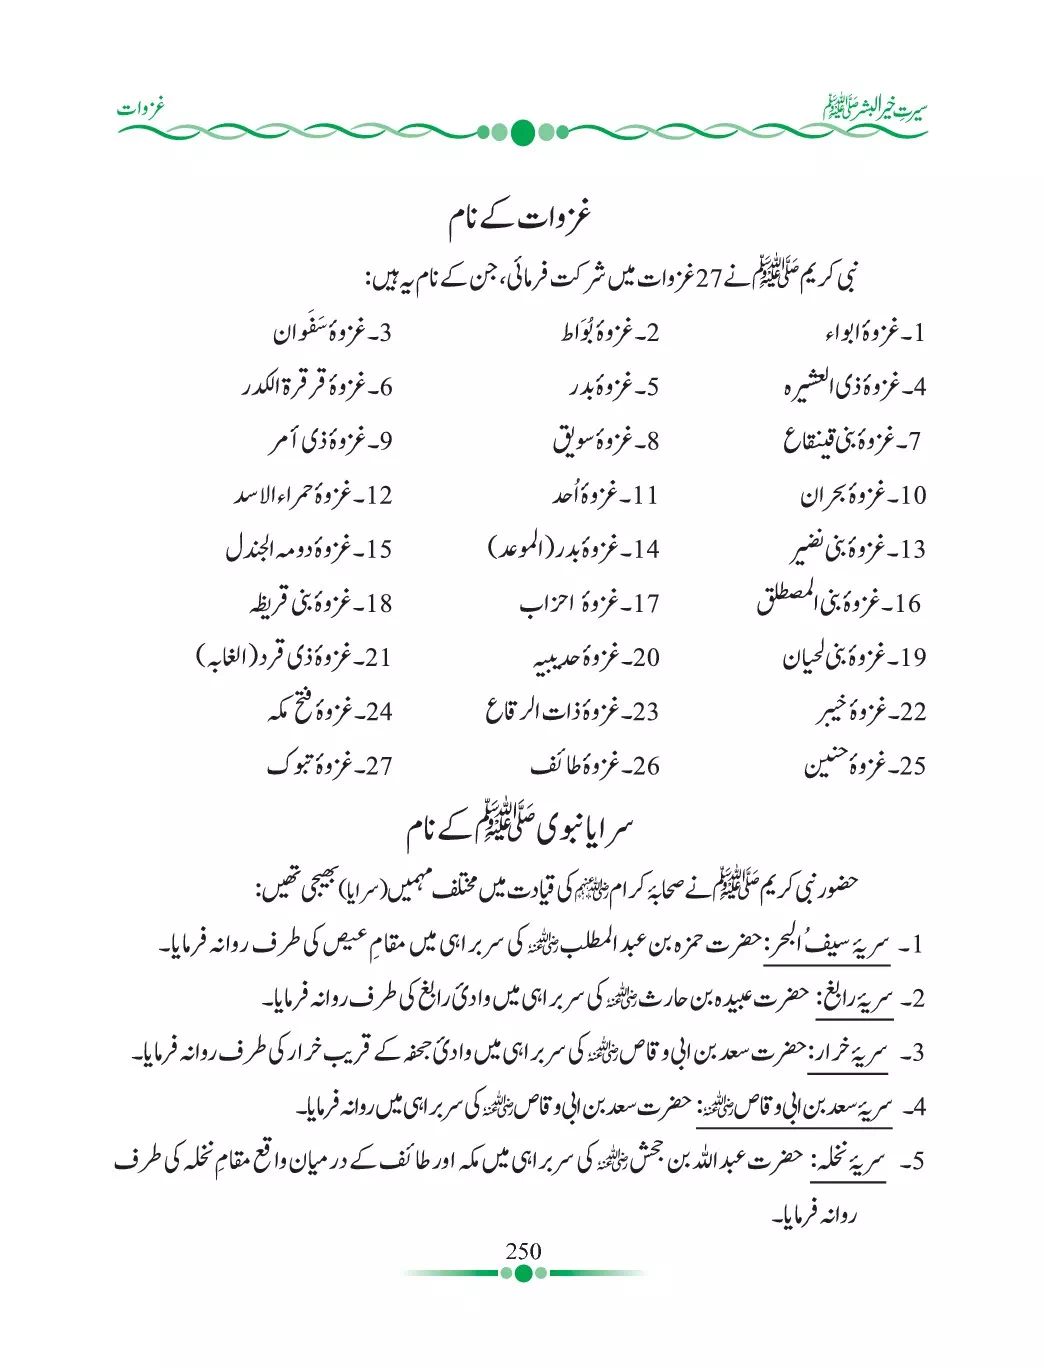 سیرتِ خیر البشر ﷺ غزوات
غزوات کے نام
نبی کریم ﷺ نے 27 غزوات میں شرکت فرمائی، جن کے نام یہ ہیں:
1۔ غزوۂ ابواء 2۔ غزوۂ بُوَاط 3۔ غزوۂ سَفَوان
4۔ غزوۂ ذی العشیرہ 5۔ غزوۂ بدر 6۔ غزوۂ قرقرۃ الکدر
7۔ غزوۂ بنی قینقاع 8۔ غزوۂ سویق 9۔ غزوۂ ذی أمر
10۔ غزوۂ بحران 11۔ غزوۂ اُحد 12۔ غزوۂ حمراء الاسد
13۔ غزوۂ بنی نضیر 14۔ غزوۂ بدر (الموعد) 15۔ غزوۂ دومہ الجندل
16۔ غزوۂ بنی المصطلق 17۔ غزوۂ احزاب 18۔ غزوۂ بنی قریظہ
19۔ غزوۂ بنی لحیان 20۔ غزوۂ حدیبیہ 21۔ غزوۂ ذی قرد (الغابہ)
22۔ غزوۂ خیبر 23۔ غزوۂ ذات الرقاع 24۔ غزوۂ فتح مکہ
25۔ غزوۂ حنین 26۔ غزوۂ طائف 27۔ غزوۂ تبوک
سرایا نبوی ﷺ کے نام
حضور نبی کریم ﷺ نے صحابۂ کرام رضی اللہ عنہم کی قیادت میں مختلف مہمیں (سرایا) بھیجی تھیں:
1۔ سریۂ سیفُ البحر: حضرت حمزہ بن عبد المطلب رضی اللہ عنہ کی سربراہی میں مقامِ عیص کی طرف روانہ فرمایا۔
2۔ سریۂ رابغ: حضرت عبیدہ بن حارث رضی اللہ عنہ کی سربراہی میں وادیٔ رابغ کی طرف روانہ فرمایا۔
3۔ سریۂ خرار: حضرت سعد بن ابی وقاص رضی اللہ عنہ کی سربراہی میں وادیٔ جحفہ کے قریب خرار کی طرف روانہ فرمایا۔
4۔ سریۂ سعد بن ابی وقاص رضی اللہ عنہ: حضرت سعد بن ابی وقاص رضی اللہ عنہ کی سربراہی میں روانہ فرمایا۔
5۔ سریۂ نخلہ: حضرت عبداللہ بن جحش رضی اللہ عنہ کی سربراہی میں مکہ اور طائف کے درمیان واقع مقامِ نخلہ کی طرف
روانہ فرمایا۔
250